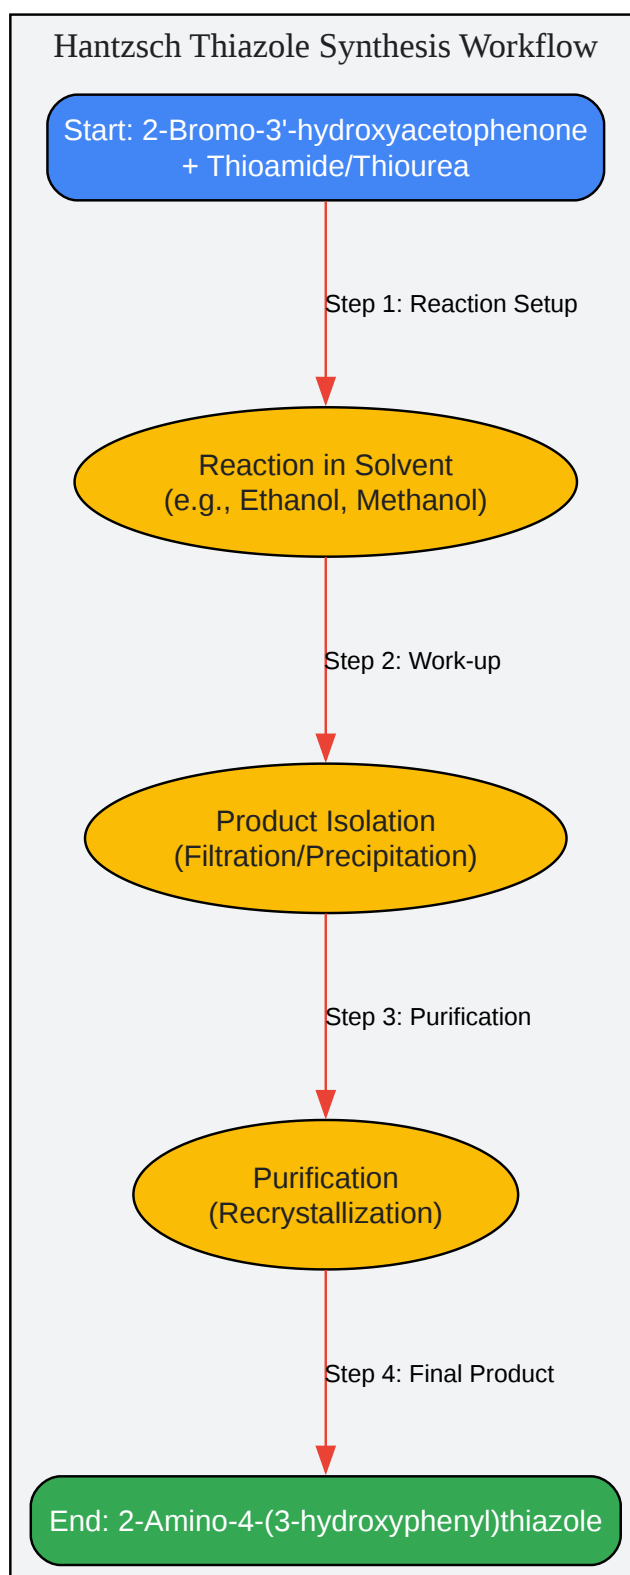 Hantzsch Thiazole Synthesis Workflow
Start: 2-Bromo-3'-hydroxyacetophenone
+ Thioamide/Thiourea
Step 1: Reaction Setup
Reaction in Solvent
(e.g., Ethanol, Methanol)
Step 2: Work-up
Product Isolation
(Filtration/Precipitation)
Step 3: Purification
Purification
(Recrystallization)
Step 4: Final Product
End: 2-Amino-4-(3-hydroxyphenyl)thiazole